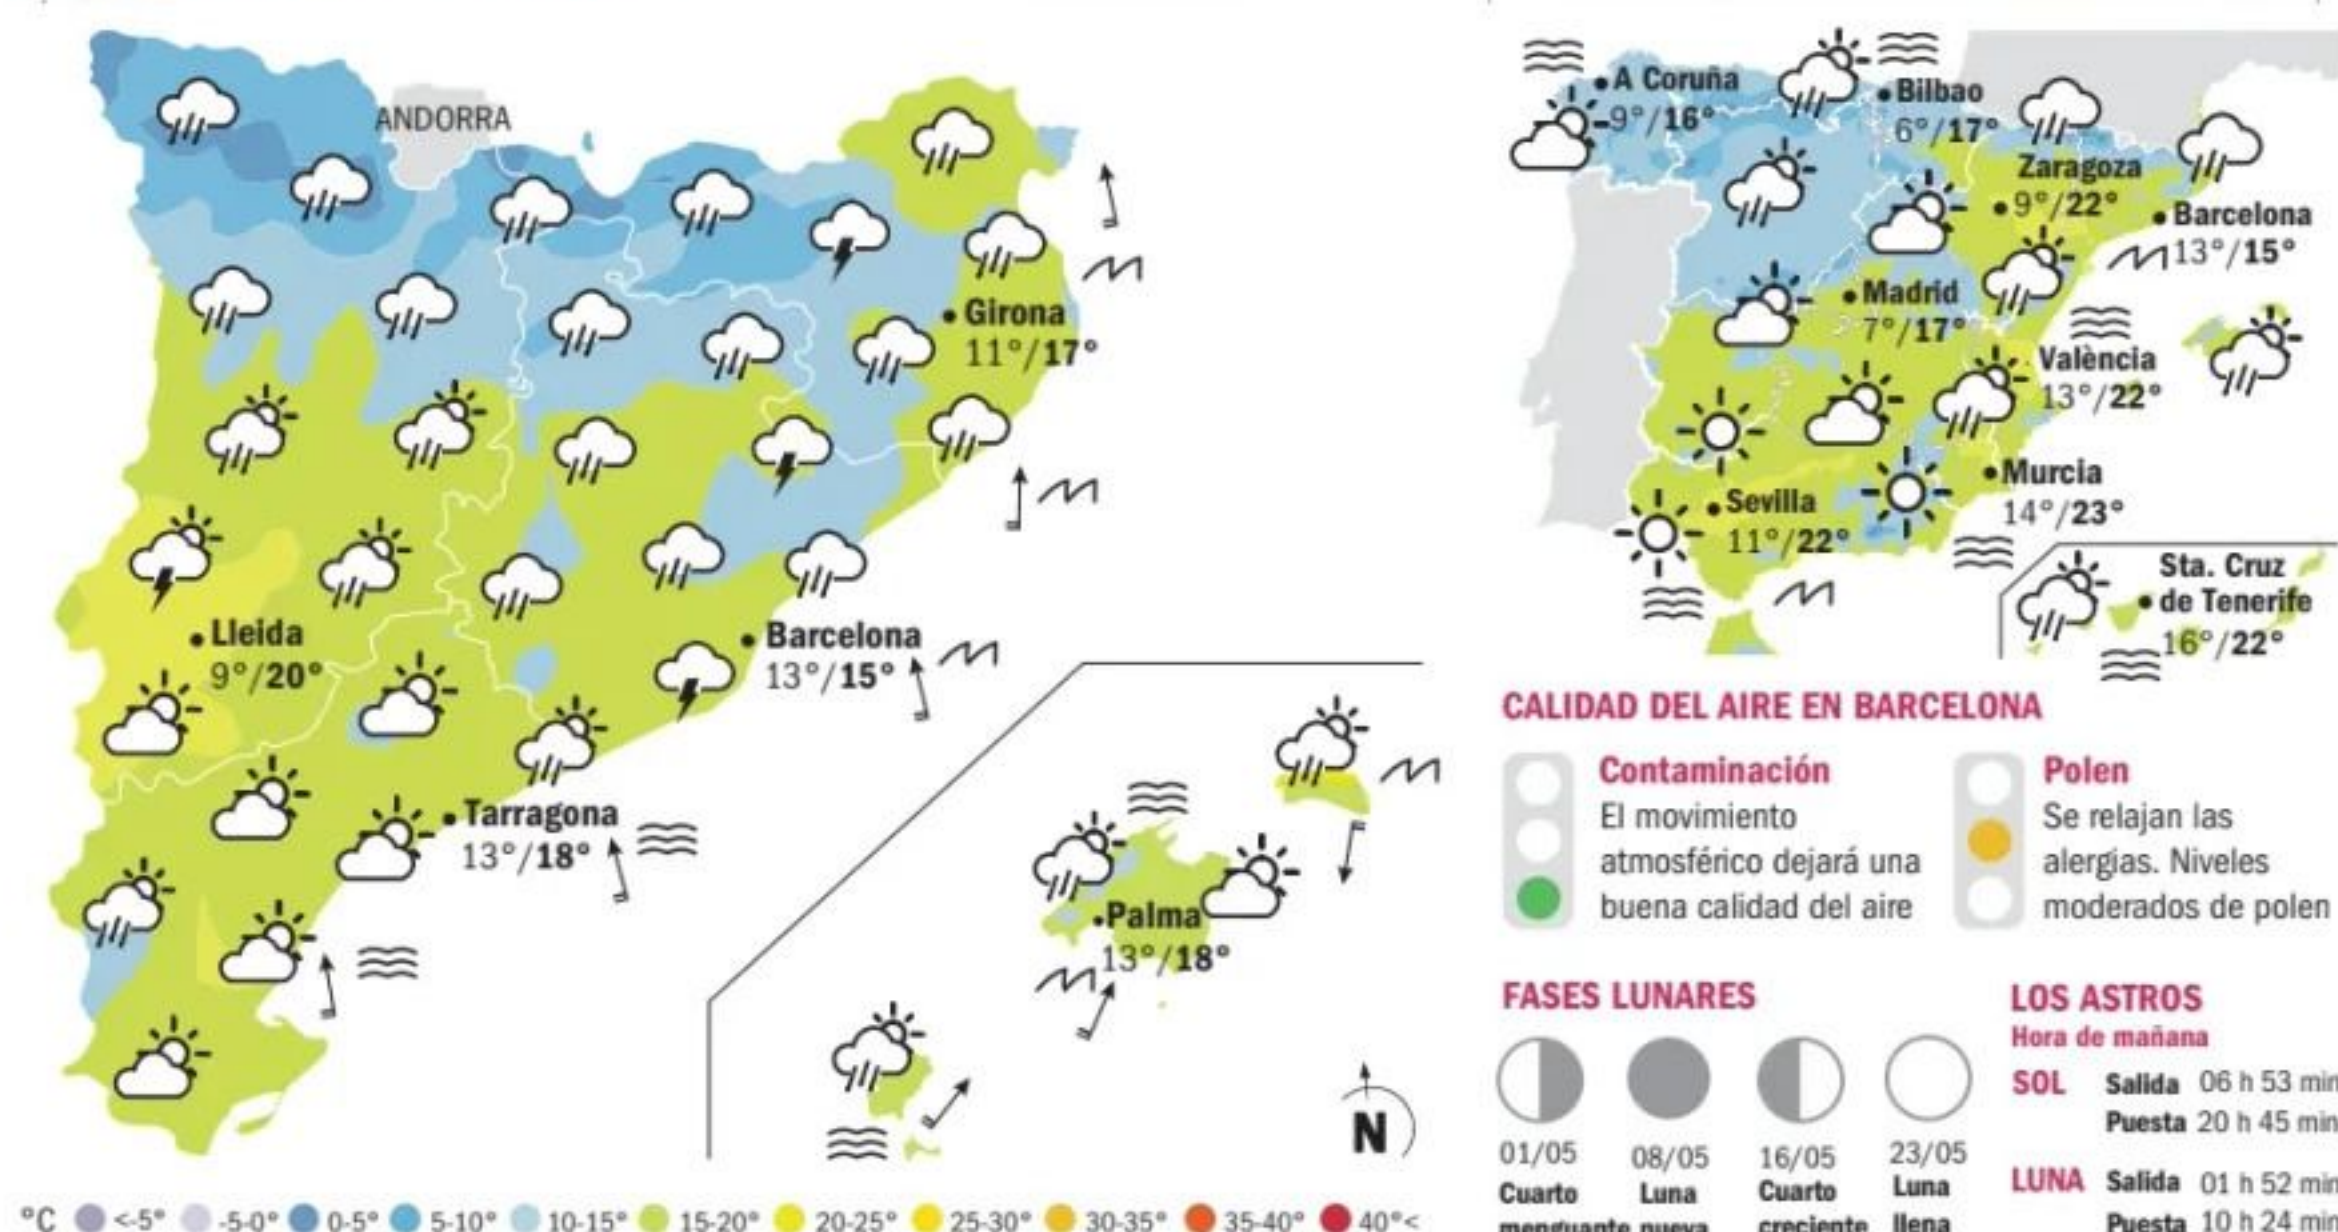 ANDORRA
Girona
11°/17°
Lleida
9°/20°
Barcelona
13°/15°
Tarragona
13°/18°
Palma
13°/18°
N
°C <-5° -5-0° 0-5° 5-10° 10-15° 15-20° 20-25° 25-30° 30-35° 35-40° 40°<
A Coruña
9°/16°
Bilbao
6°/17°
Zaragoza
9°/22°
Barcelona
13°/15°
Madrid
7°/17°
València
13°/22°
Murcia
14°/23°
Sevilla
11°/22°
Sta. Cruz
de Tenerife
16°/22°
CALIDAD DEL AIRE EN BARCELONA
Contaminación
El movimiento
atmosférico dejará una
buena calidad del aire
Polen
Se relajan las
alergias. Niveles
moderados de polen
FASES LUNARES
01/05 08/05 16/05 23/05
Cuarto Luna Cuarto Luna
menguante nueva creciente llena
LOS ASTROS
Hora de mañana
SOL Salida 06 h 53 min
Puesta 20 h 45 min
LUNA Salida 01 h 52 min
Puesta 10 h 24 min